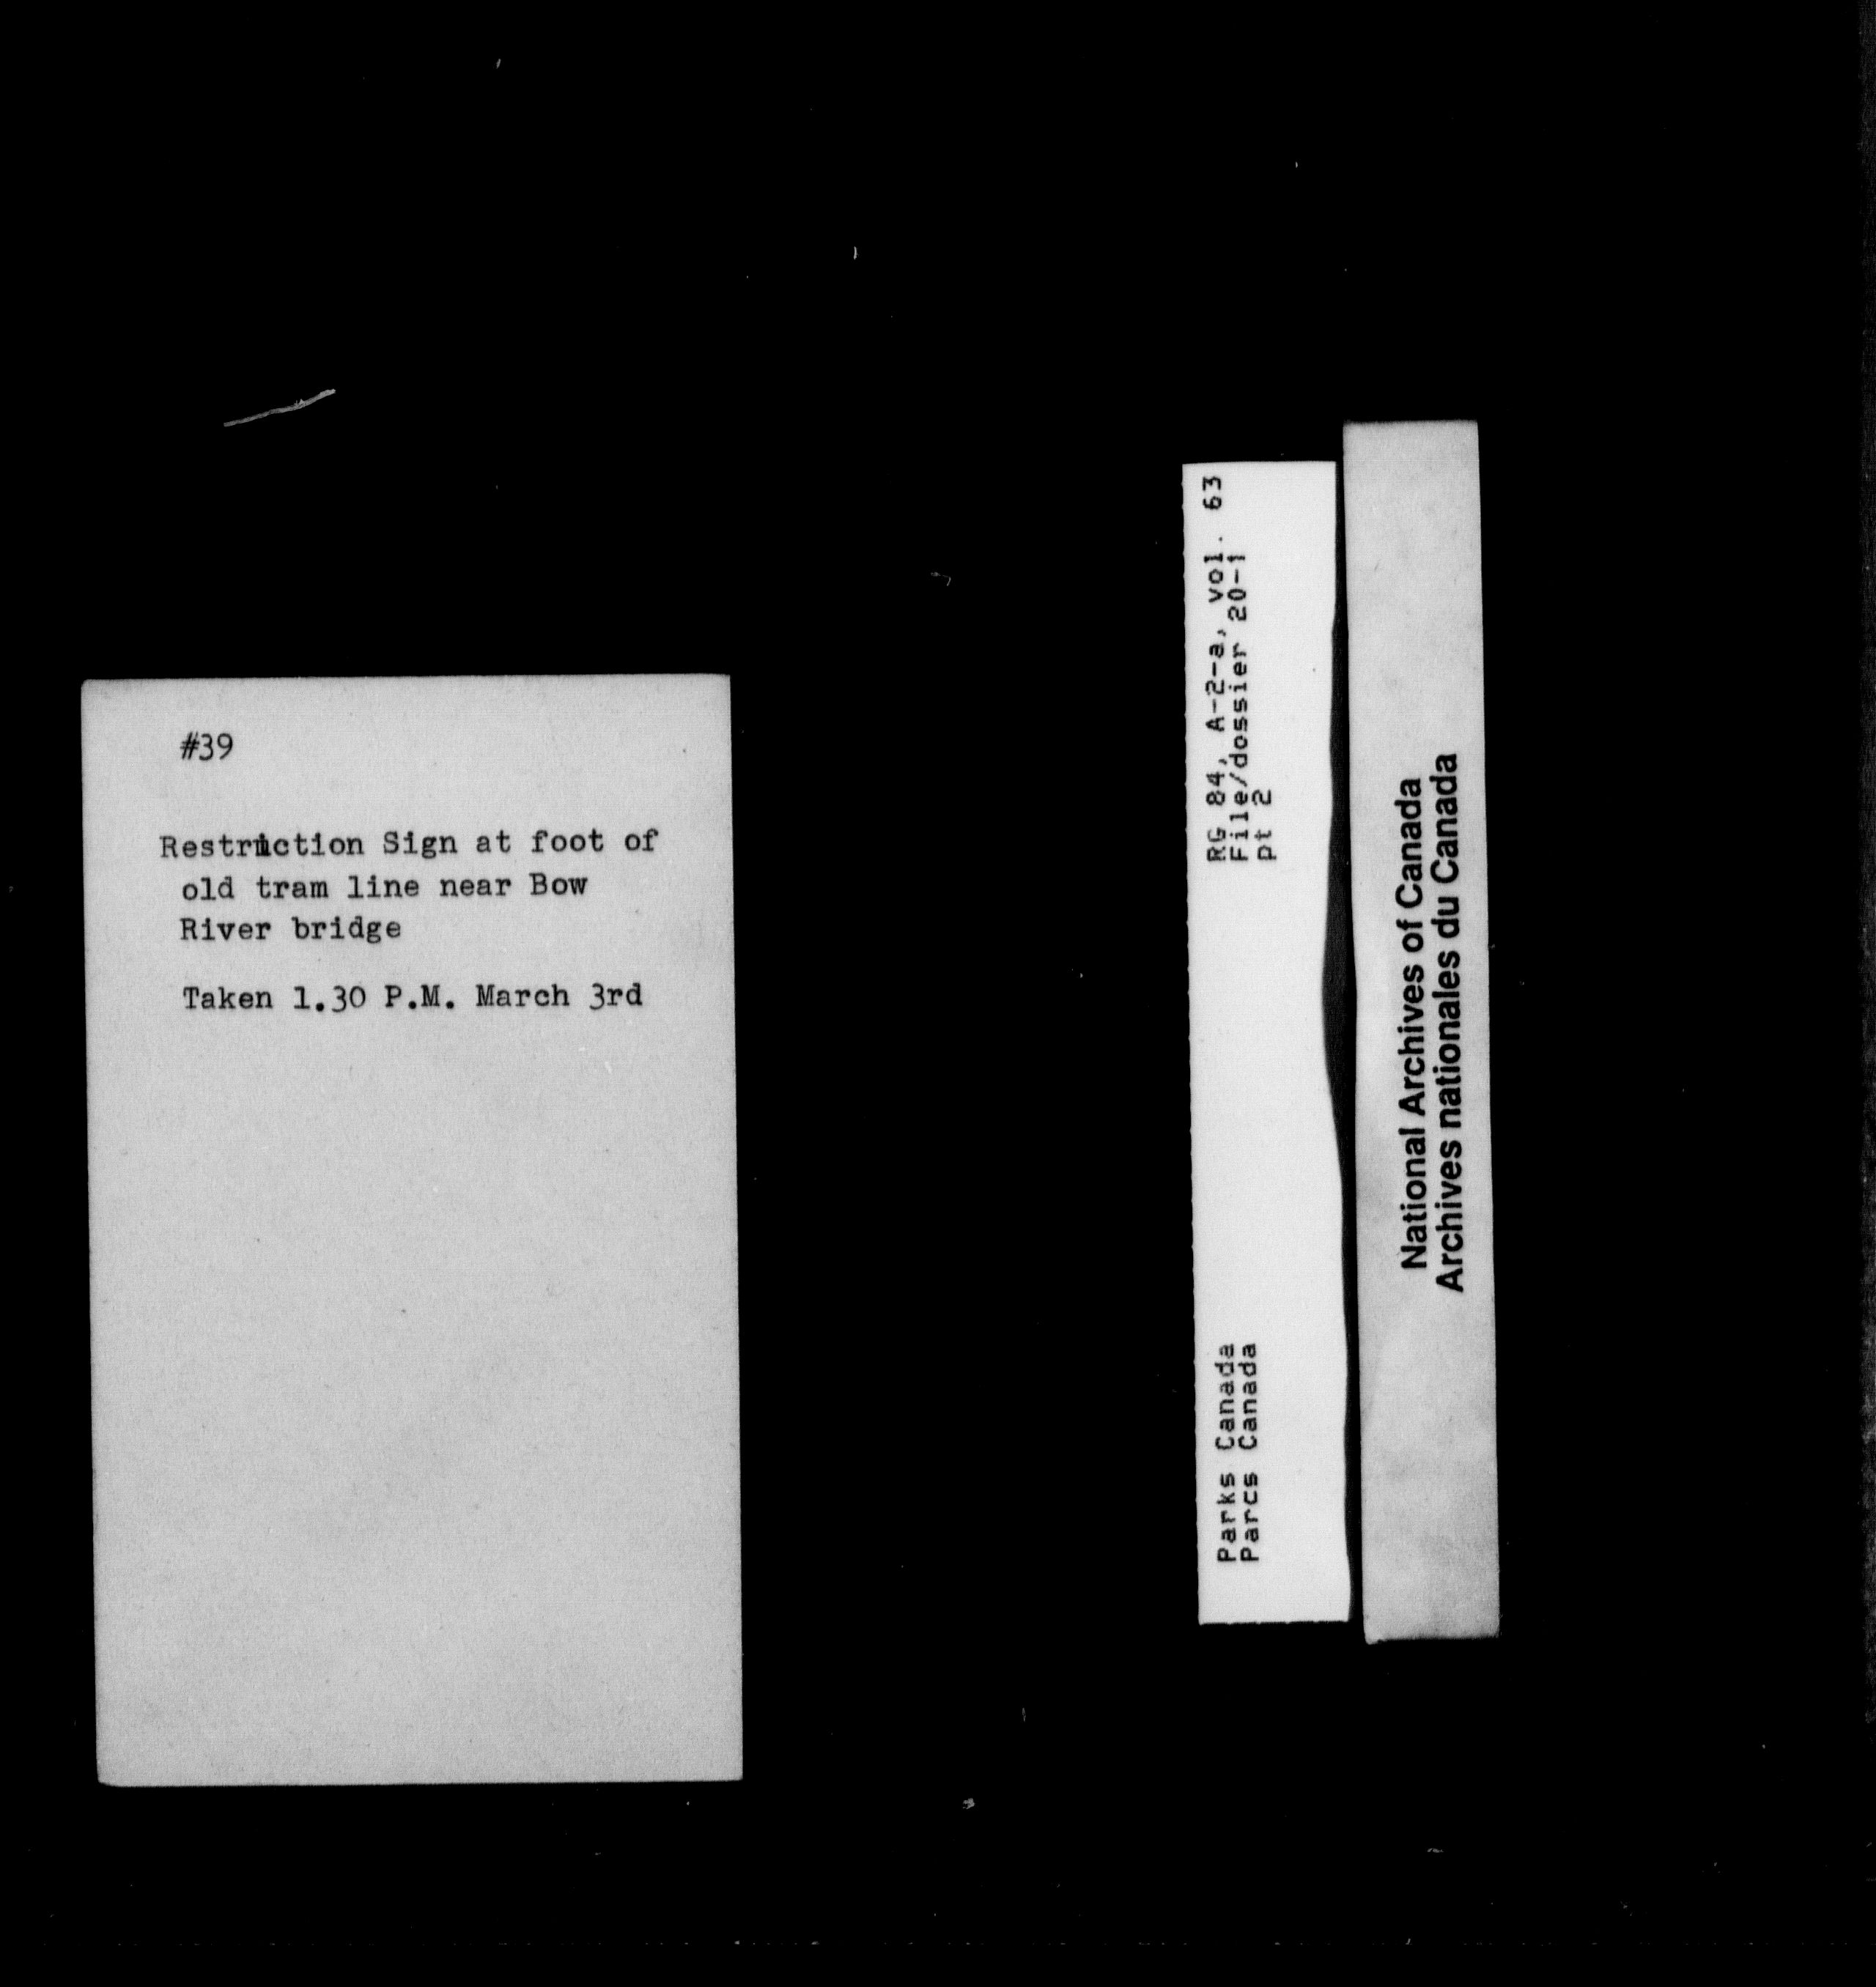 #39
Restriction Sign at foot of
old tram line near Bow
River bridge
Taken 1.30 P.M. March 3rd
RG 84, A-2-a, vol. 63
File/dossier 20-1
pt 2
Parks Canada
Parcs Canada
National Archives of Canada
Archives nationales du Canada